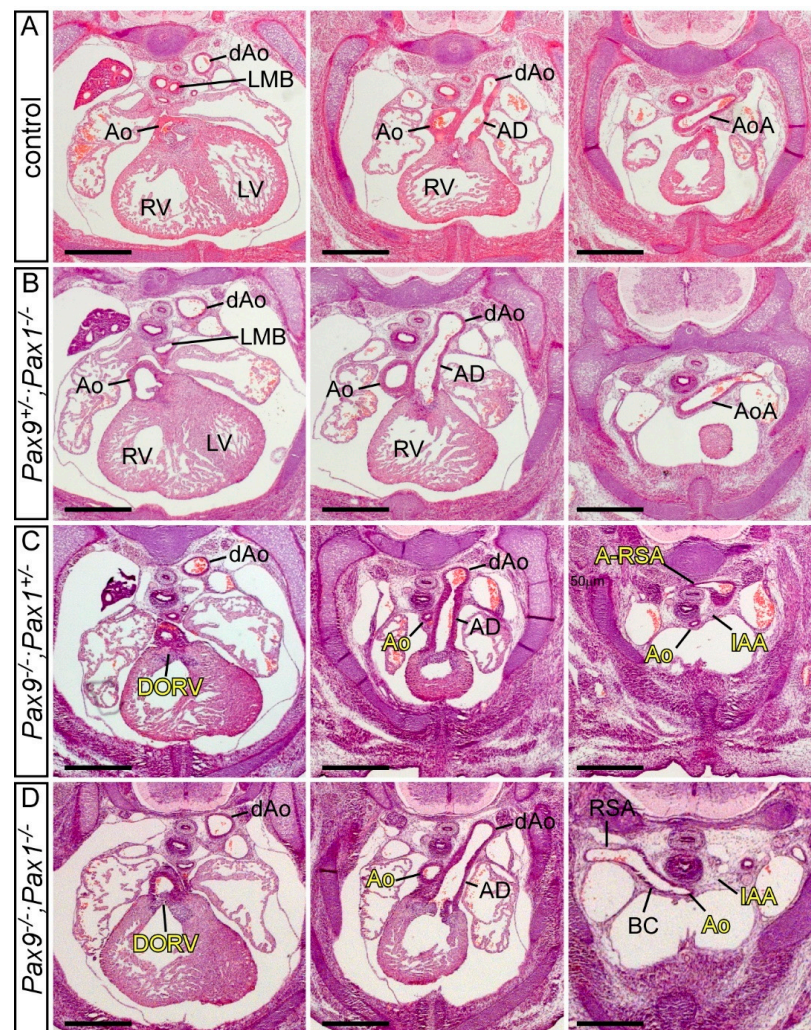 A
control
dAo
LMB
Ao
RV
LV
dAo
Ao
AD
RV
AoA
B
Pax9+/-;Pax1-/-
dAo
LMB
Ao
RV
LV
dAo
Ao
AD
RV
AoA
C
Pax9-/-;Pax1+/-
dAo
DORV
dAo
Ao
AD
A-RSA
50µm
Ao
IAA
D
Pax9-/-;Pax1-/-
dAo
DORV
dAo
Ao
AD
RSA
IAA
BC
Ao